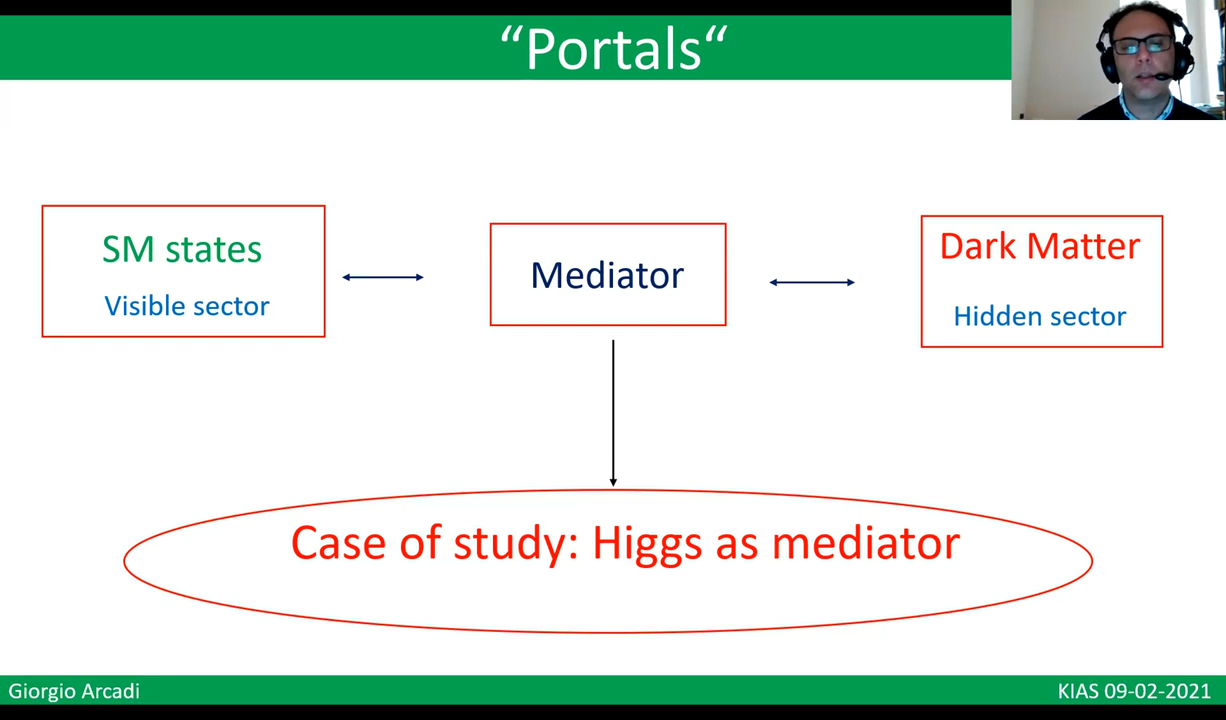 “Portals“
SM states
Visible sector
Mediator
Dark Matter
Hidden sector
Case of study: Higgs as mediator
Giorgio Arcadi
KIAS 09-02-2021